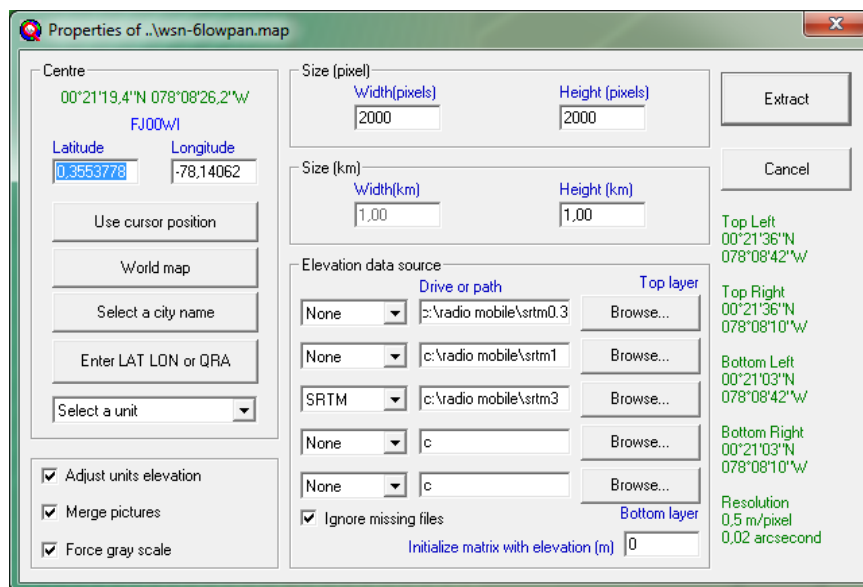 Properties of ..\wsn-6lowpan.map
Centre
00°21'19,4''N 078°08'26,2''W
FJ00WI
Latitude Longitude
0,3553778 -78,14062
Use cursor position
World map
Select a city name
Enter LAT LON or QRA
Select a unit
Adjust units elevation
Merge pictures
Force gray scale
Size (pixel)
Width(pixels) Height (pixels)
2000 2000
Size (km)
Width(km) Height (km)
1,00 1,00
Elevation data source
Drive or path Top layer
None c:\radio mobile\srtm0.3 Browse...
None c:\radio mobile\srtm1 Browse...
SRTM c:\radio mobile\srtm3 Browse...
None c Browse...
None c Browse...
Ignore missing files Bottom layer
Initialize matrix with elevation (m) 0
Extract
Cancel
Top Left
00°21'36''N
078°08'42''W
Top Right
00°21'36''N
078°08'10''W
Bottom Left
00°21'03''N
078°08'42''W
Bottom Right
00°21'03''N
078°08'10''W
Resolution
0,5 m/pixel
0,02 arcsecond